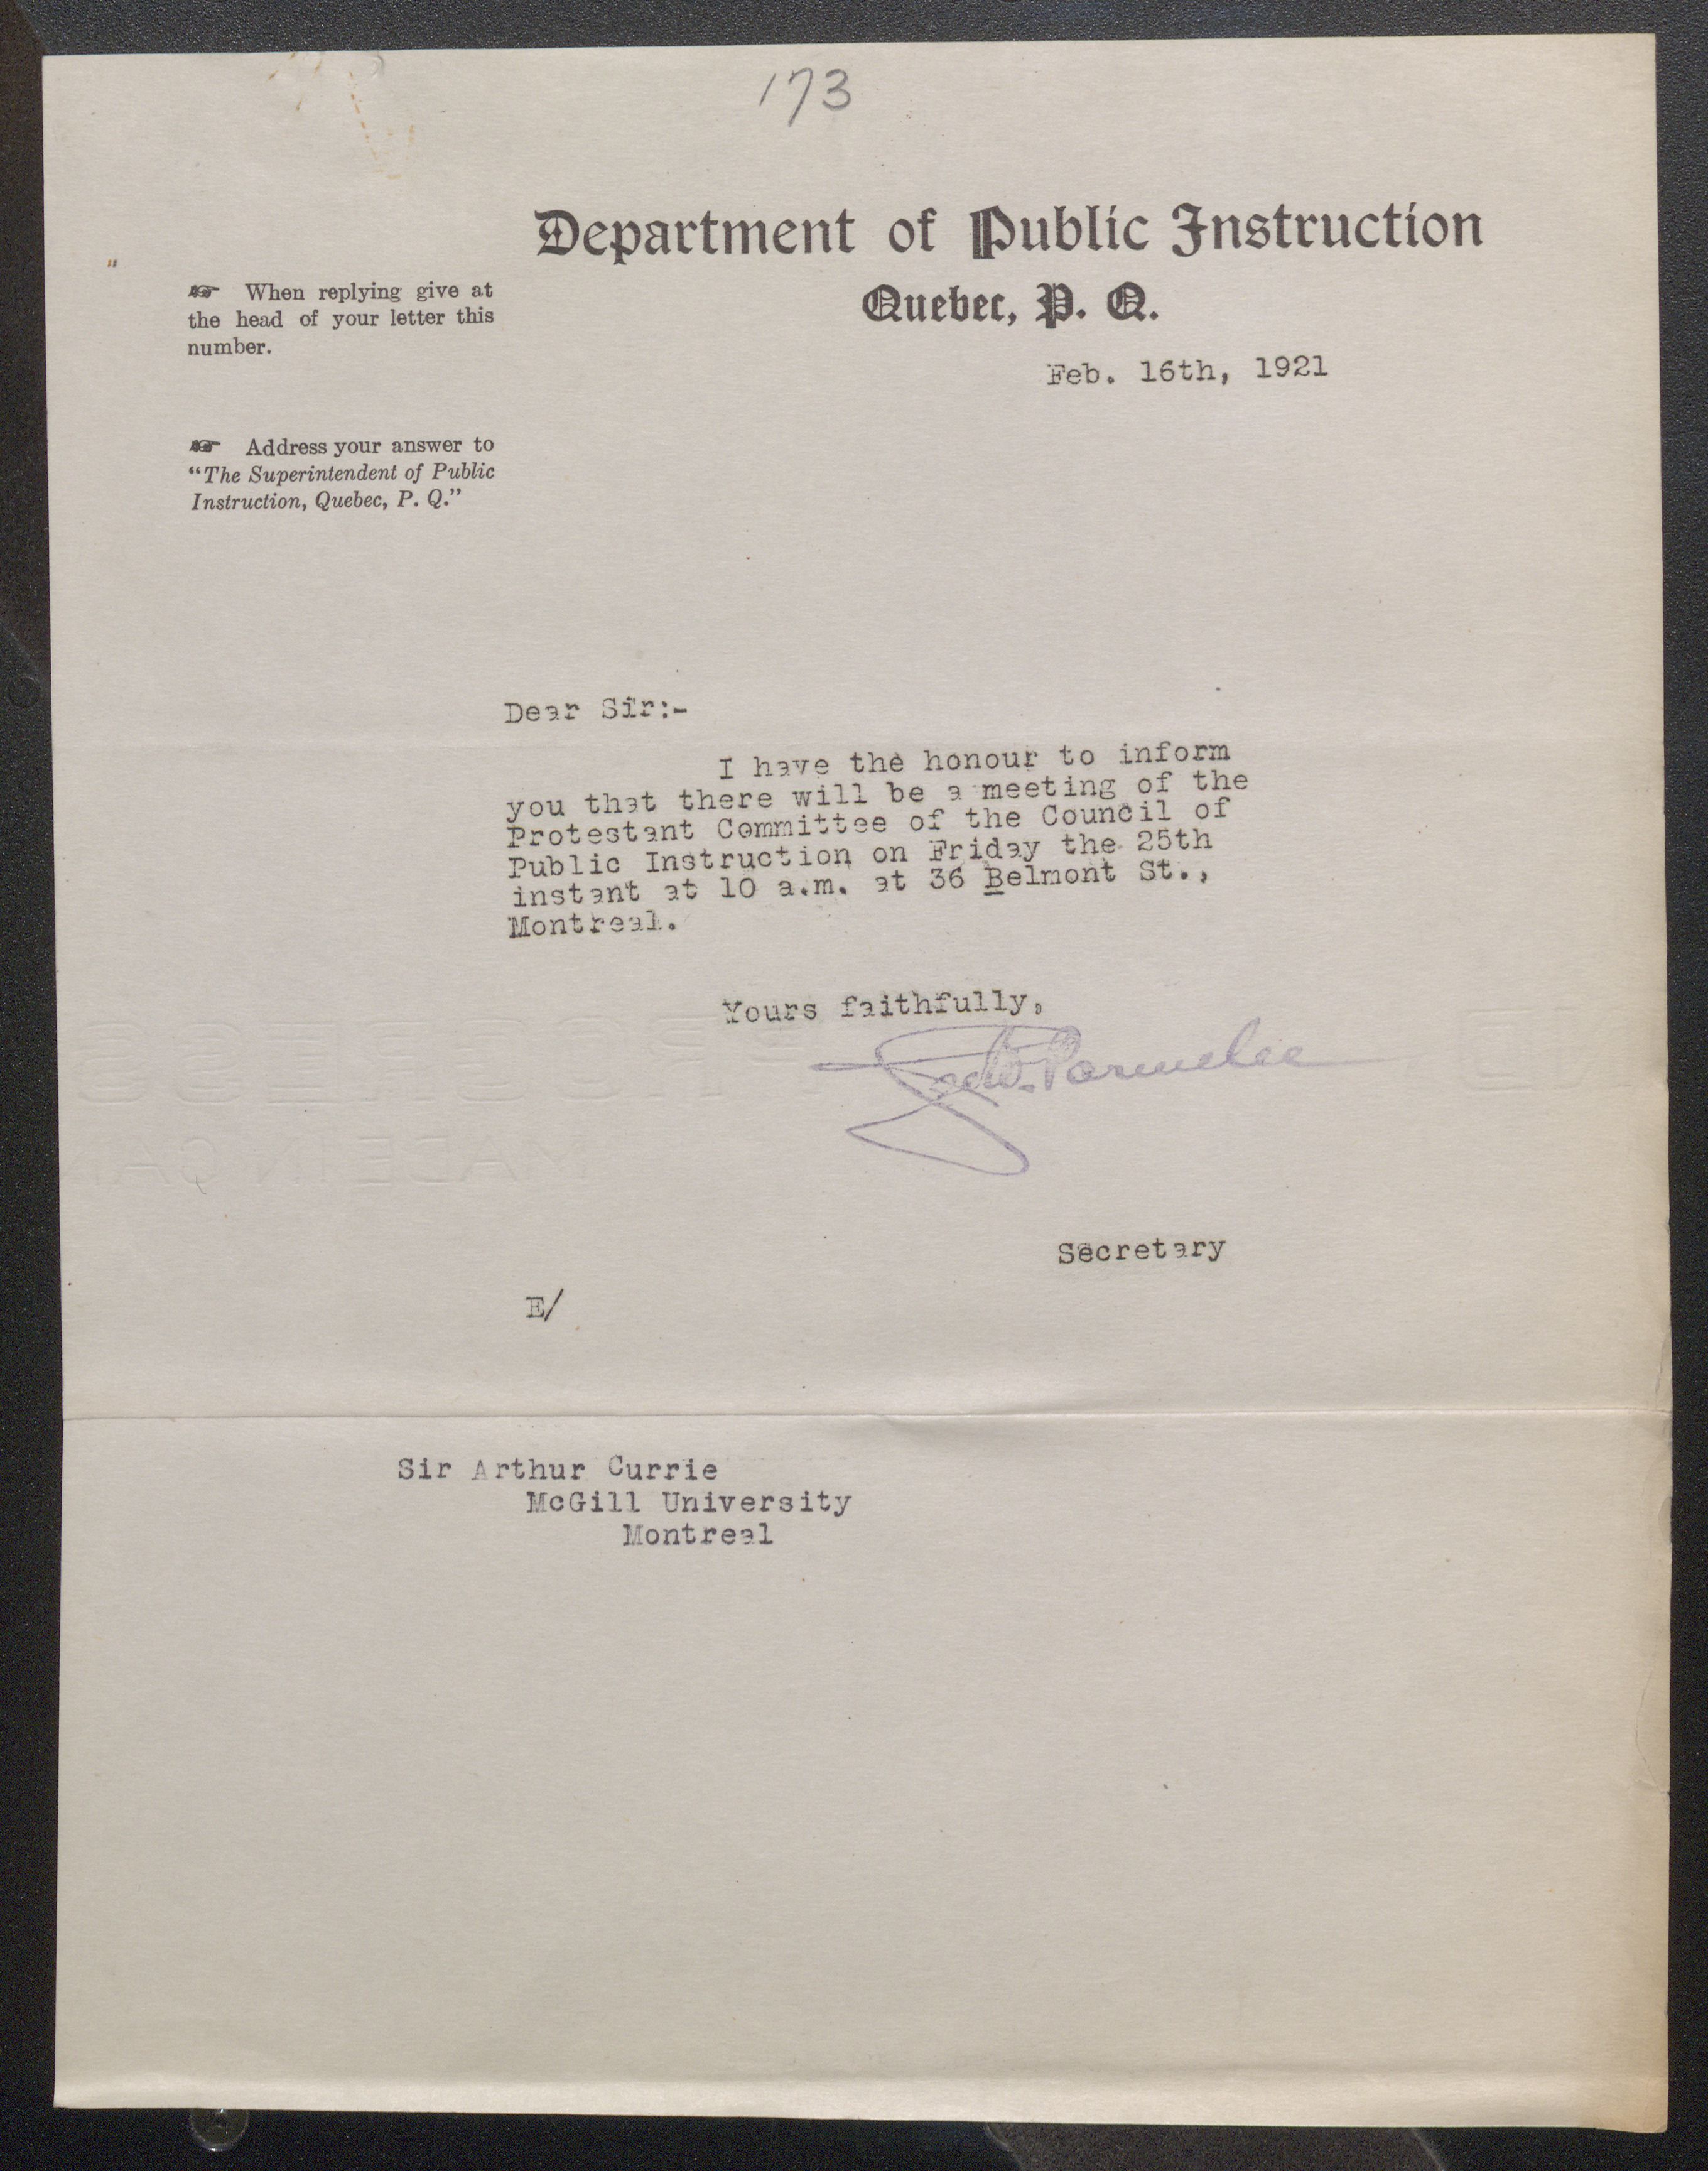 173
Department of Public Instruction
Quebec, P. Q.
Feb. 16th, 1921
☞ When replying give at
the head of your letter this
number.
☞ Address your answer to
“The Superintendent of Public
Instruction, Quebec, P. Q.”
Dear Sir:-
I have the honour to inform
you that there will be a meeting of the
Protestant Committee of the Council of
Public Instruction on Friday the 25th
instant at 10 a.m. at 36 Belmont St.,
Montreal.
Yours faithfully,
Geo. W. Parmelee
Secretary
E/
Sir Arthur Currie
McGill University
Montreal